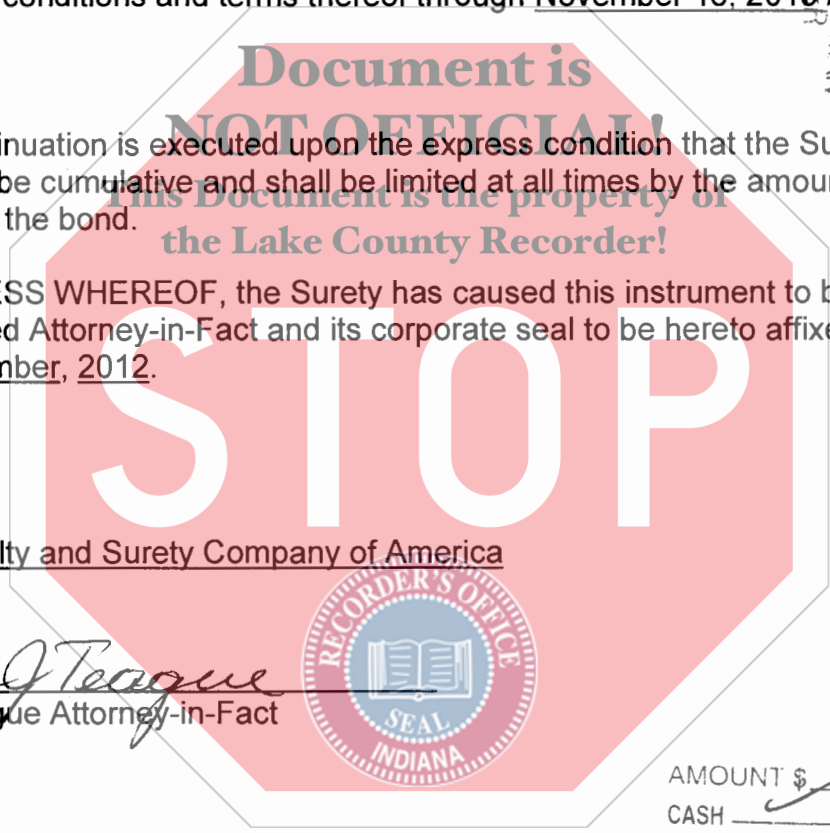 conditions and terms thereof through November 16, 2013
Document is
NOT OFFICIAL!
inuation is executed upon the express condition that the Su
be cumulative and shall be limited at all times by the amour
This Document is the property of
the bond.
the Lake County Recorder!
ESS WHEREOF, the Surety has caused this instrument to b
ed Attorney-in-Fact and its corporate seal to be hereto affixe
mber, 2012.
STOP
lty and Surety Company of America
RECORDER'S OFFICE
SEAL
INDIANA
J Teague
gue Attorney-in-Fact
AMOUNT $
CASH